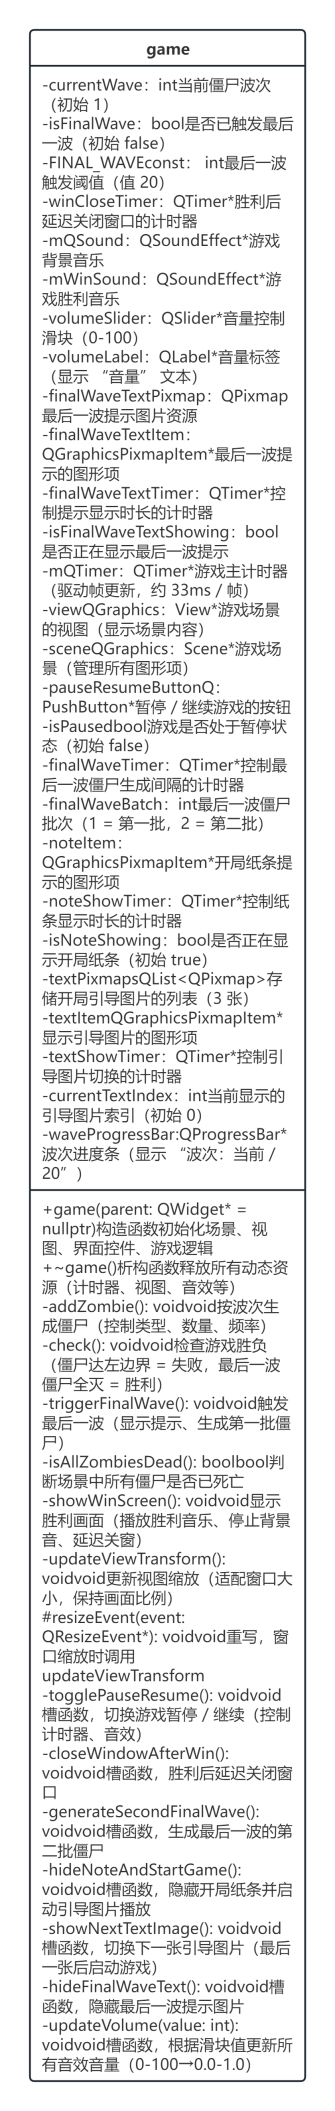 game
-currentWave：int当前僵尸波次
（初始 1）
-isFinalWave：bool是否已触发最后
一波（初始 false）
-FINAL_WAVEconst： int最后一波
触发阈值（值 20）
-winCloseTimer：QTimer*胜利后
延迟关闭窗口的计时器
-mQSound：QSoundEffect*游戏
背景音乐
-mWinSound：QSoundEffect*游
戏胜利音乐
-volumeSlider：QSlider*音量控制
滑块（0-100）
-volumeLabel：QLabel*音量标签
（显示 “音量” 文本）
-finalWaveTextPixmap：QPixmap
最后一波提示图片资源
-finalWaveTextItem：
QGraphicsPixmapItem*最后一波提
示的图形项
-finalWaveTextTimer：QTimer*控
制提示显示时长的计时器
-isFinalWaveTextShowing：bool
是否正在显示最后一波提示
-mQTimer：QTimer*游戏主计时器
（驱动帧更新，约 33ms / 帧）
-viewQGraphics：View*游戏场景
的视图（显示场景内容）
-sceneQGraphics：Scene*游戏场
景（管理所有图形项）
-pauseResumeButtonQ：
PushButton*暂停 / 继续游戏的按钮
-isPausedbool游戏是否处于暂停状
态（初始 false）
-finalWaveTimer：QTimer*控制最
后一波僵尸生成间隔的计时器
-finalWaveBatch：int最后一波僵尸
批次（1 = 第一批，2 = 第二批）
-noteItem：
QGraphicsPixmapItem*开局纸条提
示的图形项
-noteShowTimer：QTimer*控制纸
条显示时长的计时器
-isNoteShowing：bool是否正在显
示开局纸条（初始 true）
-textPixmapsQList<QPixmap>存
储开局引导图片的列表（3 张）
-textItemQGraphicsPixmapItem*
显示引导图片的图形项
-textShowTimer：QTimer*控制引
导图片切换的计时器
-currentTextIndex：int当前显示的
引导图片索引（初始 0）
-waveProgressBar:QProgressBar*
波次进度条（显示 “波次：当前 /
20”）
+game(parent: QWidget* =
nullptr)构造函数初始化场景、视
图、界面控件、游戏逻辑
+~game()析构函数释放所有动态资
源（计时器、视图、音效等）
-addZombie(): voidvoid按波次生
成僵尸（控制类型、数量、频率）
-check(): voidvoid检查游戏胜负
（僵尸达左边界 = 失败，最后一波
僵尸全灭 = 胜利）
-triggerFinalWave(): voidvoid触发
最后一波（显示提示、生成第一批僵
尸）
-isAllZombiesDead(): boolbool判
断场景中所有僵尸是否已死亡
-showWinScreen(): voidvoid显示
胜利画面（播放胜利音乐、停止背景
音、延迟关窗）
-updateViewTransform():
voidvoid更新视图缩放（适配窗口大
小，保持画面比例）
#resizeEvent(event:
QResizeEvent*): voidvoid重写，窗
口缩放时调用
updateViewTransform
-togglePauseResume(): voidvoid
槽函数，切换游戏暂停 / 继续（控制
计时器、音效）
-closeWindowAfterWin():
voidvoid槽函数，胜利后延迟关闭窗
口
-generateSecondFinalWave():
voidvoid槽函数，生成最后一波的第
二批僵尸
-hideNoteAndStartGame():
voidvoid槽函数，隐藏开局纸条并启
动引导图片播放
-showNextTextImage(): voidvoid
槽函数，切换下一张引导图片（最后
一张后启动游戏）
-hideFinalWaveText(): voidvoid槽
函数，隐藏最后一波提示图片
-updateVolume(value: int):
voidvoid槽函数，根据滑块值更新所
有音效音量（0-100→0.0-1.0）